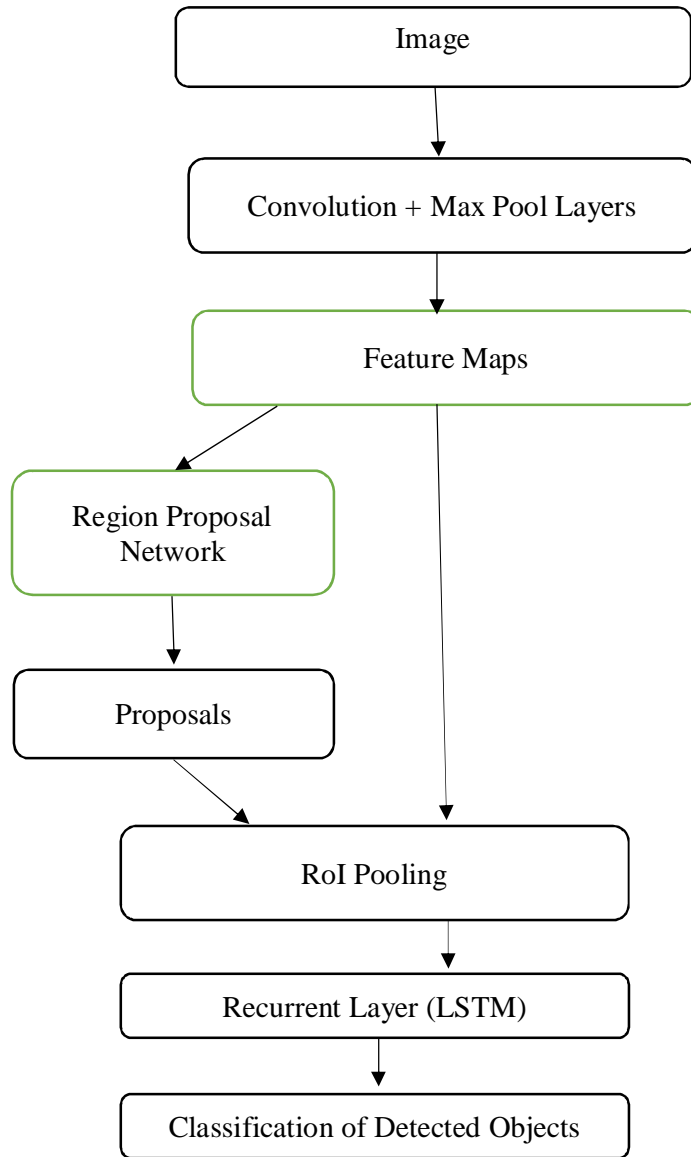 Image
Convolution + Max Pool Layers
Feature Maps
Region Proposal
Network
Proposals
RoI Pooling
Recurrent Layer (LSTM)
Classification of Detected Objects